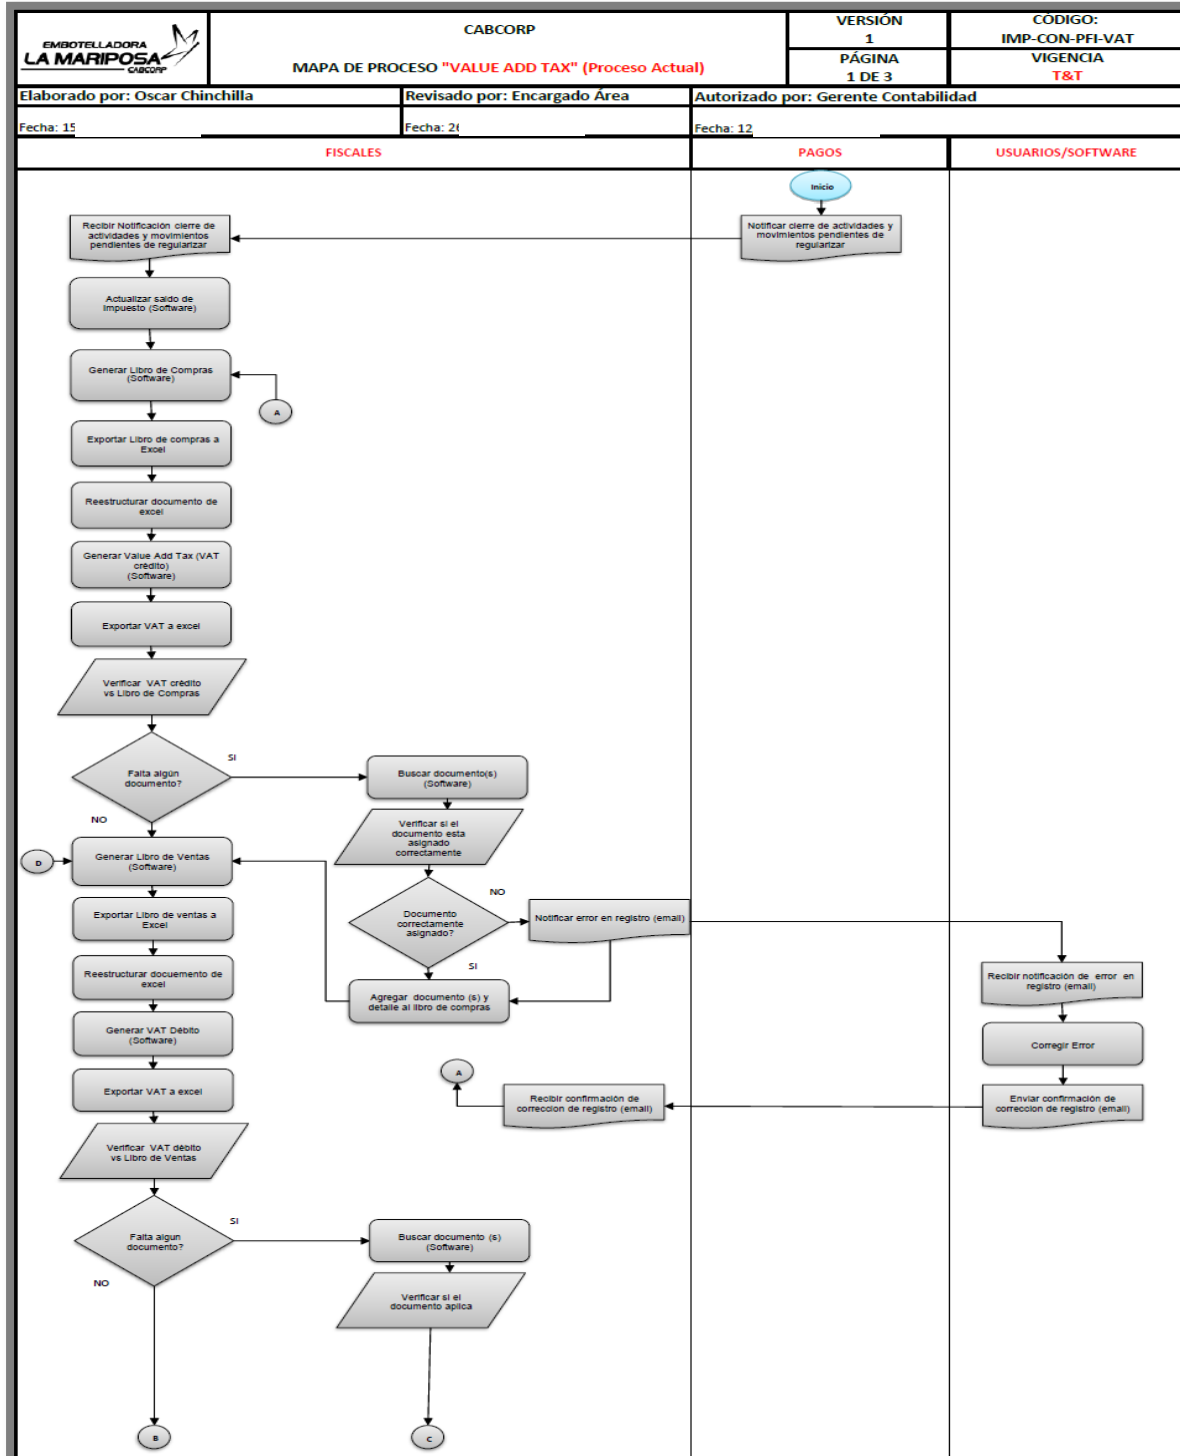 EMBOTELLADORA
LA MARIPOSA
CABCORP
CABCORP
MAPA DE PROCESO "VALUE ADD TAX" (Proceso Actual)
VERSIÓN
1
PÁGINA
1 DE 3
CÓDIGO:
IMP-CON-PFI-VAT
VIGENCIA
T&T
Elaborado por: Oscar Chinchilla
Revisado por: Encargado Área
Autorizado por: Gerente Contabilidad
Fecha: 15
Fecha: 26
Fecha: 12
FISCALES
PAGOS
USUARIOS/SOFTWARE
Inicio
Notificar cierre de actividades y
movimientos pendientes de
regularizar
Recibir Notificación cierre de
actividades y movimientos
pendientes de regularizar
Actualizar saldo de
Impuesto (Software)
Generar Libro de Compras
(Software)
A
Exportar Libro de compras a
Excel
Reestructurar documento de
excel
Generar Value Add Tax (VAT
crédito)
(Software)
Exportar VAT a excel
Verificar VAT crédito
vs Libro de Compras
Falta algún
documento?
SI
NO
Buscar documento(s)
(Software)
Verificar si el
documento esta
asignado
correctamente
D
Generar Libro de Ventas
(Software)
Documento
correctamente
asignado?
NO
SI
Notificar error en registro (email)
Exportar Libro de ventas a
Excel
Reestructurar docuemento de
excel
Agregar documento (s) y
detalle al libro de compras
Recibir notificación de error en
registro (email)
Generar VAT Débito
(Software)
Corregir Error
A
Exportar VAT a excel
Recibir confirmación de
correccion de registro (email)
Enviar confirmación de
correccion de registro (email)
Verificar VAT débito
vs Libro de Ventas
Falta algun
documento?
SI
NO
Buscar documento (s)
(Software)
Verificar si el
documento aplica
B
C